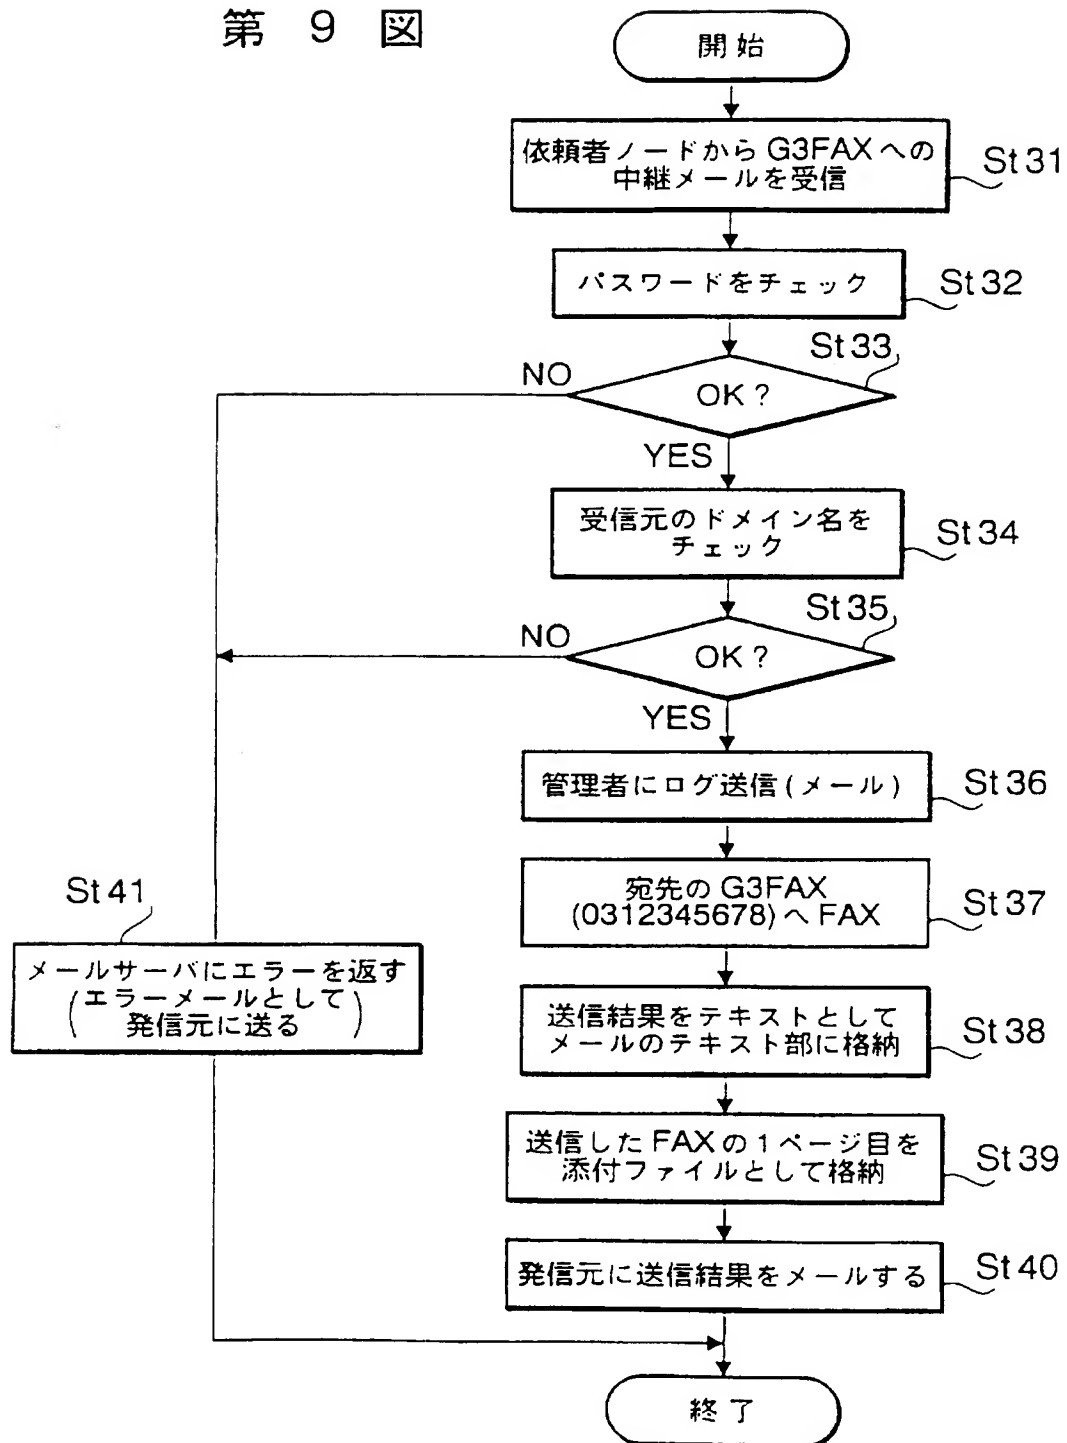 第 9 図
開始
依頼者ノードから G3FAX への
中継メールを受信
St31
パスワードをチェック
St32
St33
OK?
NO
YES
受信元のドメイン名を
チェック
St34
St35
OK?
NO
YES
管理者にログ送信(メール)
St36
宛先の G3FAX
(0312345678)へ FAX
St37
St41
メールサーバにエラーを返す
(エラーメールとして
発信元に送る)
送信結果をテキストとして
メールのテキスト部に格納
St38
送信した FAX の1ページ目を
添付ファイルとして格納
St39
発信元に送信結果をメールする
St40
終了